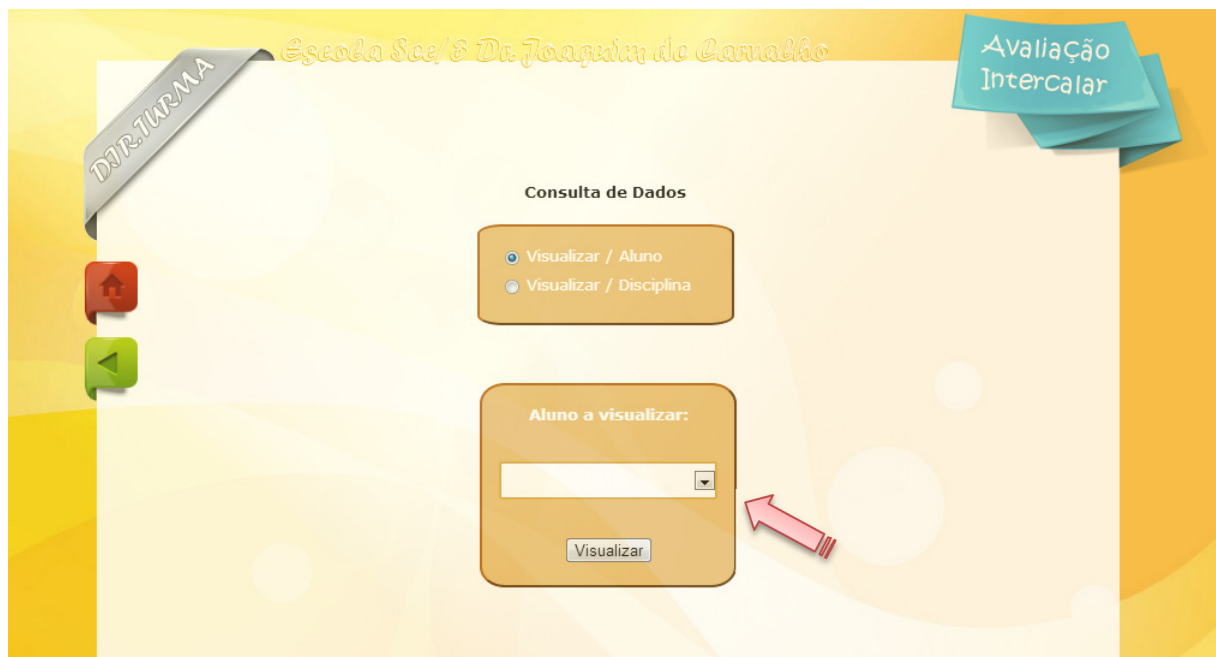 Escola Sec/3 Dr. Joaquim de Carvalho
Avaliação
Intercalar
DIR.TURMA
Consulta de Dados
Visualizar / Aluno
Visualizar / Disciplina
Aluno a visualizar:
Visualizar